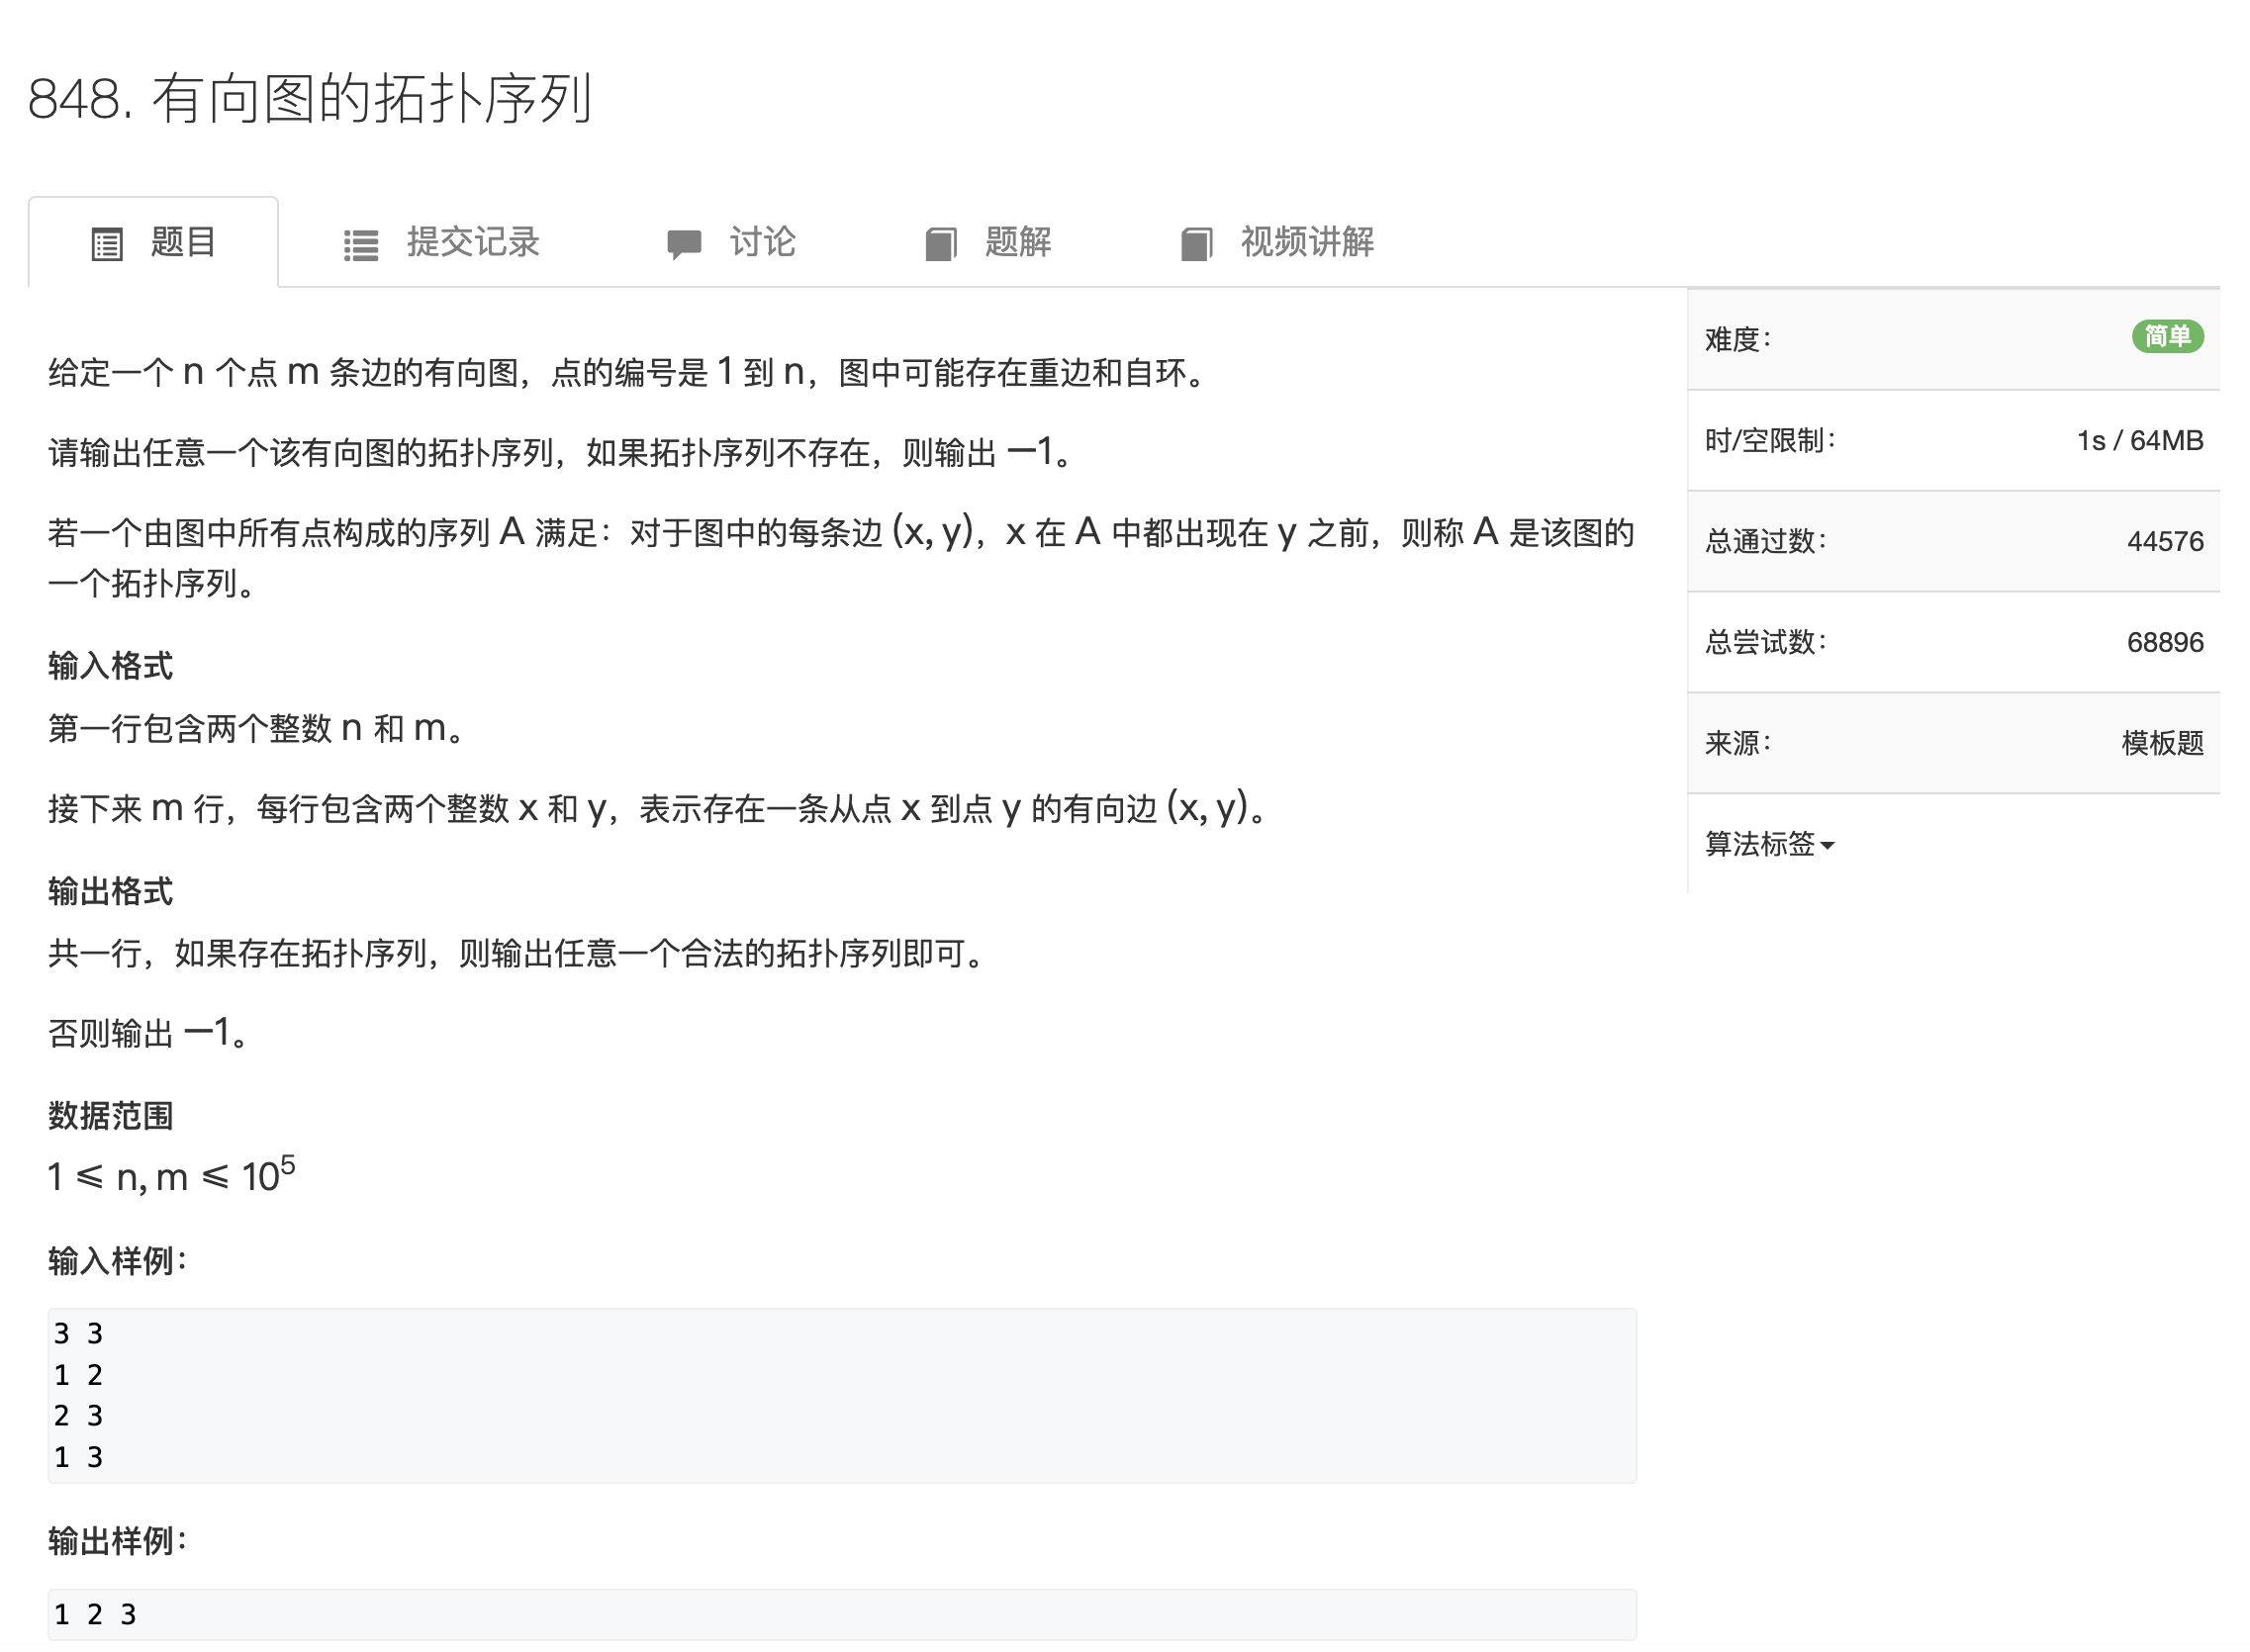 848. 有向图的拓扑序列
题目
提交记录
讨论
题解
视频讲解
给定一个 n 个点 m 条边的有向图，点的编号是 1 到 n，图中可能存在重边和自环。
请输出任意一个该有向图的拓扑序列，如果拓扑序列不存在，则输出 −1。
若一个由图中所有点构成的序列 A 满足：对于图中的每条边 (x, y)，x 在 A 中都出现在 y 之前，则称 A 是该图的
一个拓扑序列。
输入格式
第一行包含两个整数 n 和 m。
接下来 m 行，每行包含两个整数 x 和 y，表示存在一条从点 x 到点 y 的有向边 (x, y)。
输出格式
共一行，如果存在拓扑序列，则输出任意一个合法的拓扑序列即可。
否则输出 −1。
数据范围
1 ⩽ n, m ⩽ 10⁵
输入样例：
3 3
1 2
2 3
1 3
输出样例：
1 2 3
难度： 简单
时/空限制： 1s / 64MB
总通过数： 44576
总尝试数： 68896
来源： 模板题
算法标签